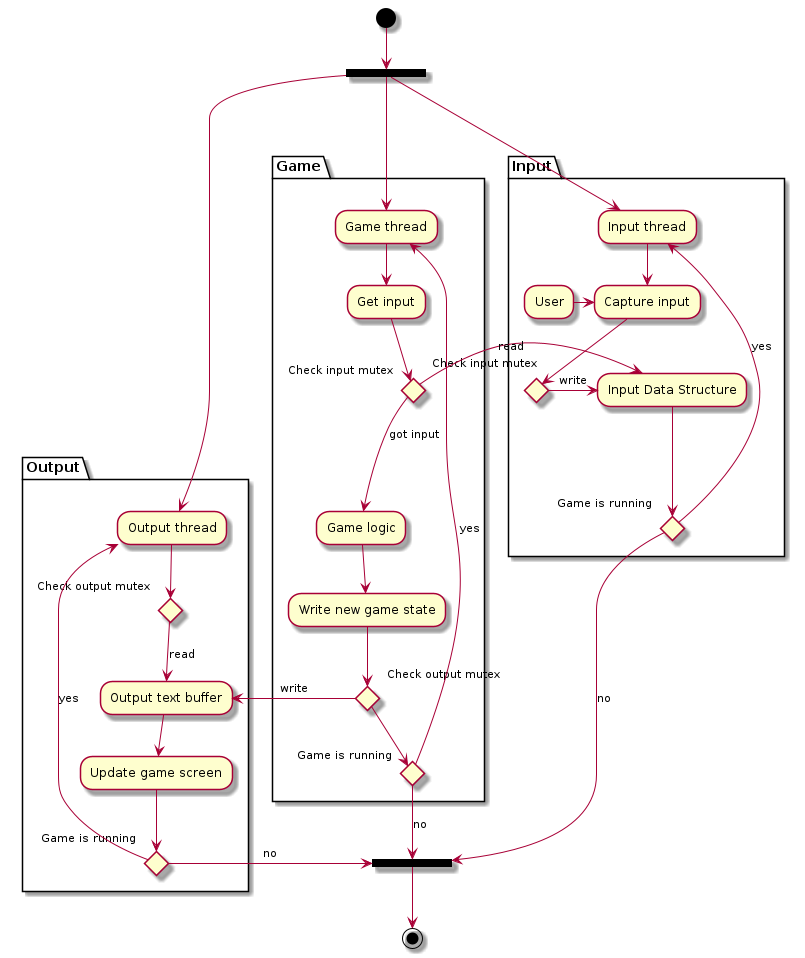 Game
Input
Game thread
Input thread
Get input
User
Capture input
read
yes
Check input mutex
Check input mutex
write
Input Data Structure
got input
Output
Game is running
Output thread
Game logic
yes
Check output mutex
Write new game state
read
Check output mutex
write
yes
no
Output text buffer
Game is running
Update game screen
no
Game is running
no